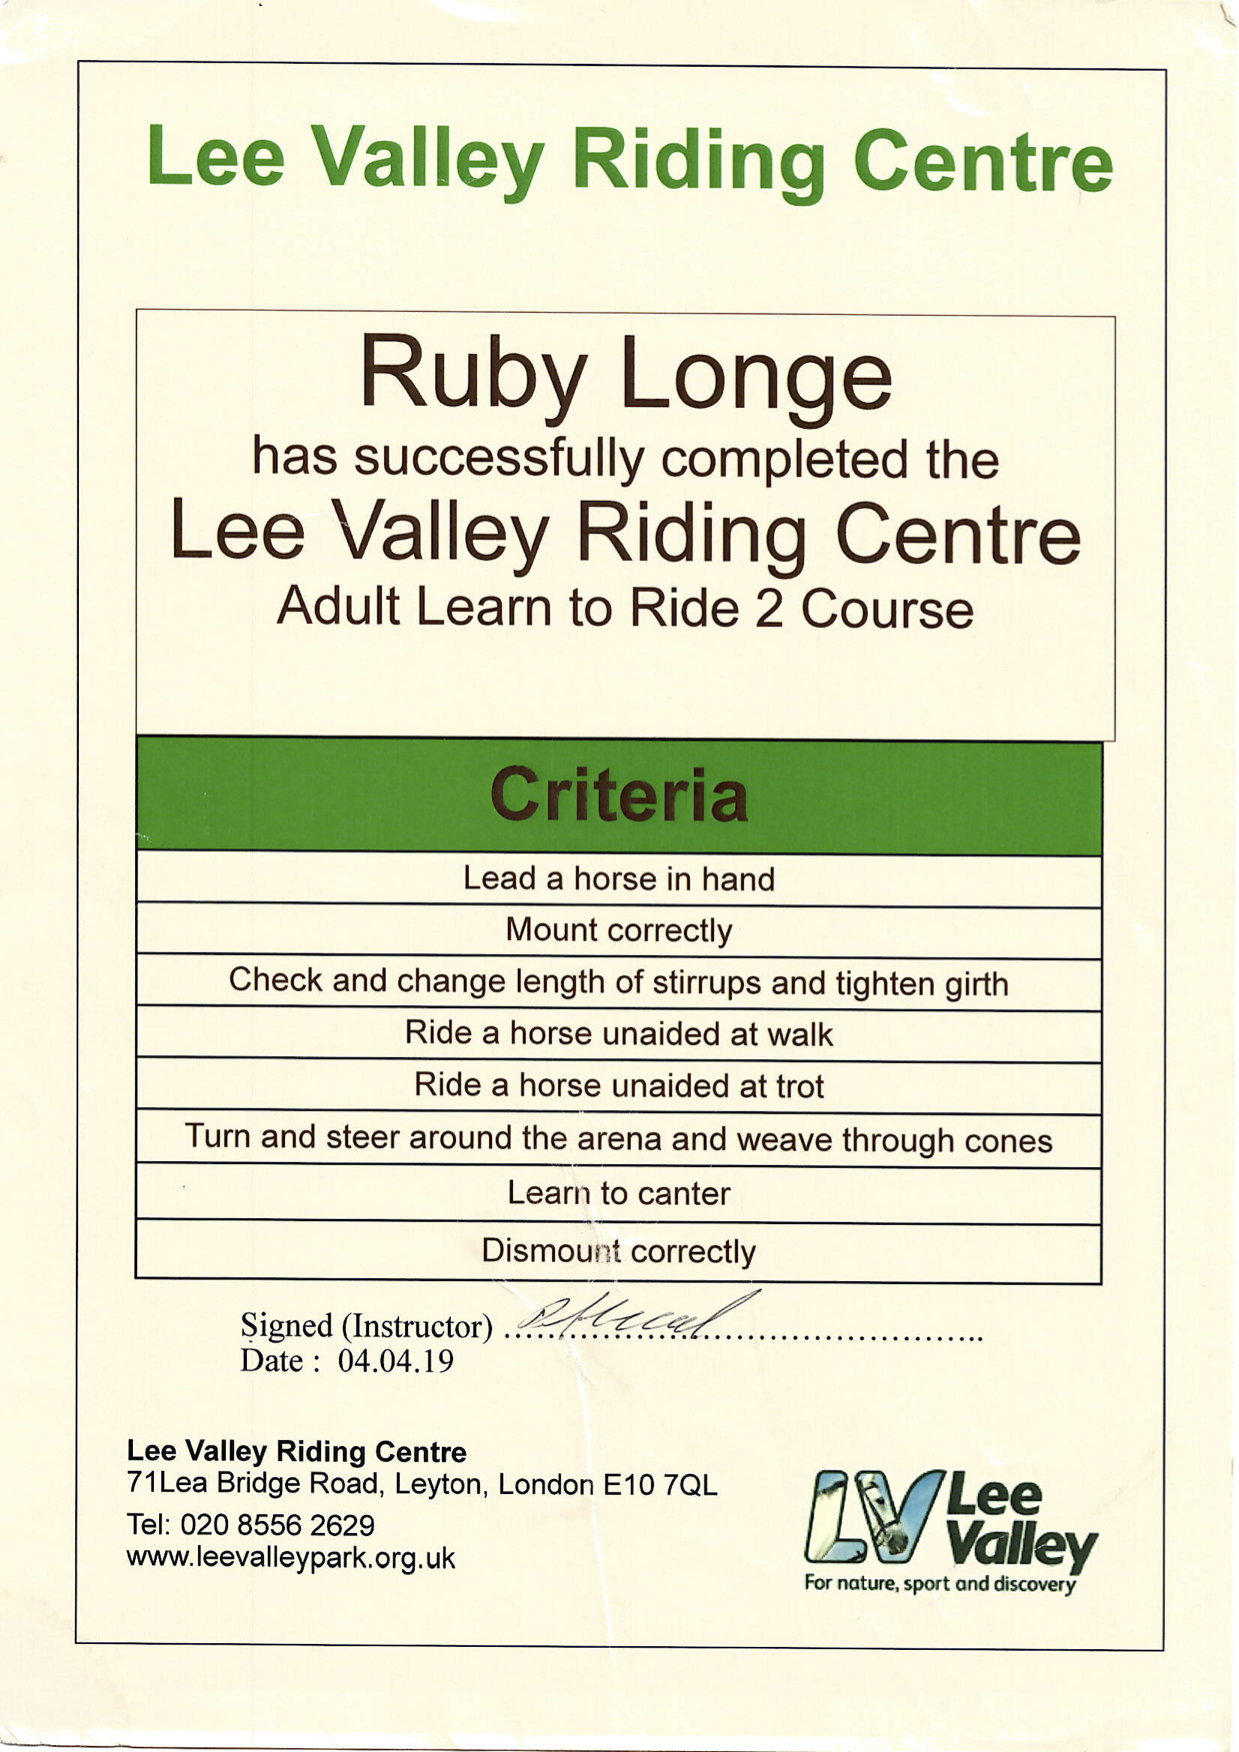 Lee Valley Riding Centre
Ruby Longe
has successfully completed the
Lee Valley Riding Centre
Adult Learn to Ride 2 Course
Criteria
Lead a horse in hand
Mount correctly
Check and change length of stirrups and tighten girth
Ride a horse unaided at walk
Ride a horse unaided at trot
Turn and steer around the arena and weave through cones
Learn to canter
Dismount correctly
Signed (Instructor) ................................................
Date : 04.04.19
Lee Valley Riding Centre
71Lea Bridge Road, Leyton, London E10 7QL
Tel: 020 8556 2629
www.leevalleypark.org.uk
LV Lee
Valley
For nature, sport and discovery